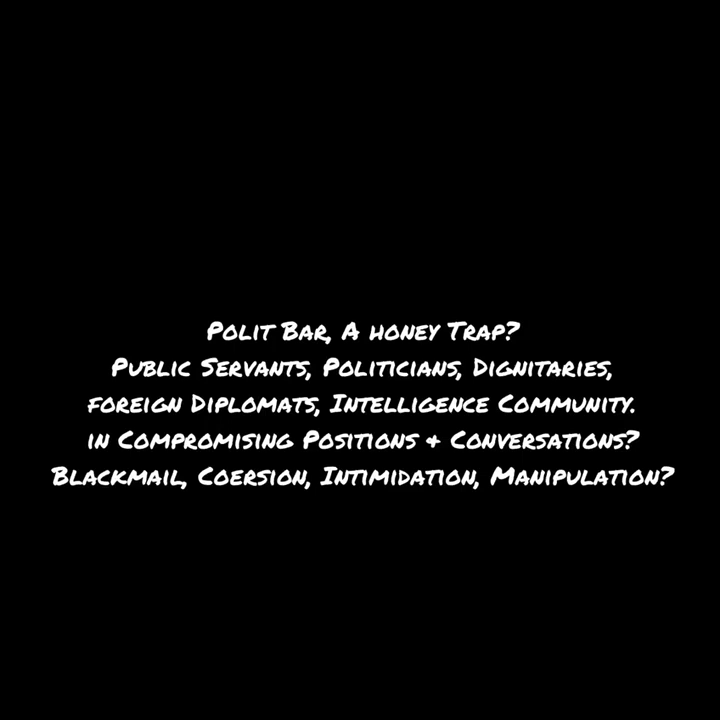 Polit Bar, A honey Trap?
Public Servants, Politicians, Dignitaries,
foreign Diplomats, Intelligence Community.
in Compromising Positions & Conversations?
Blackmail, Coersion, Intimidation, Manipulation?